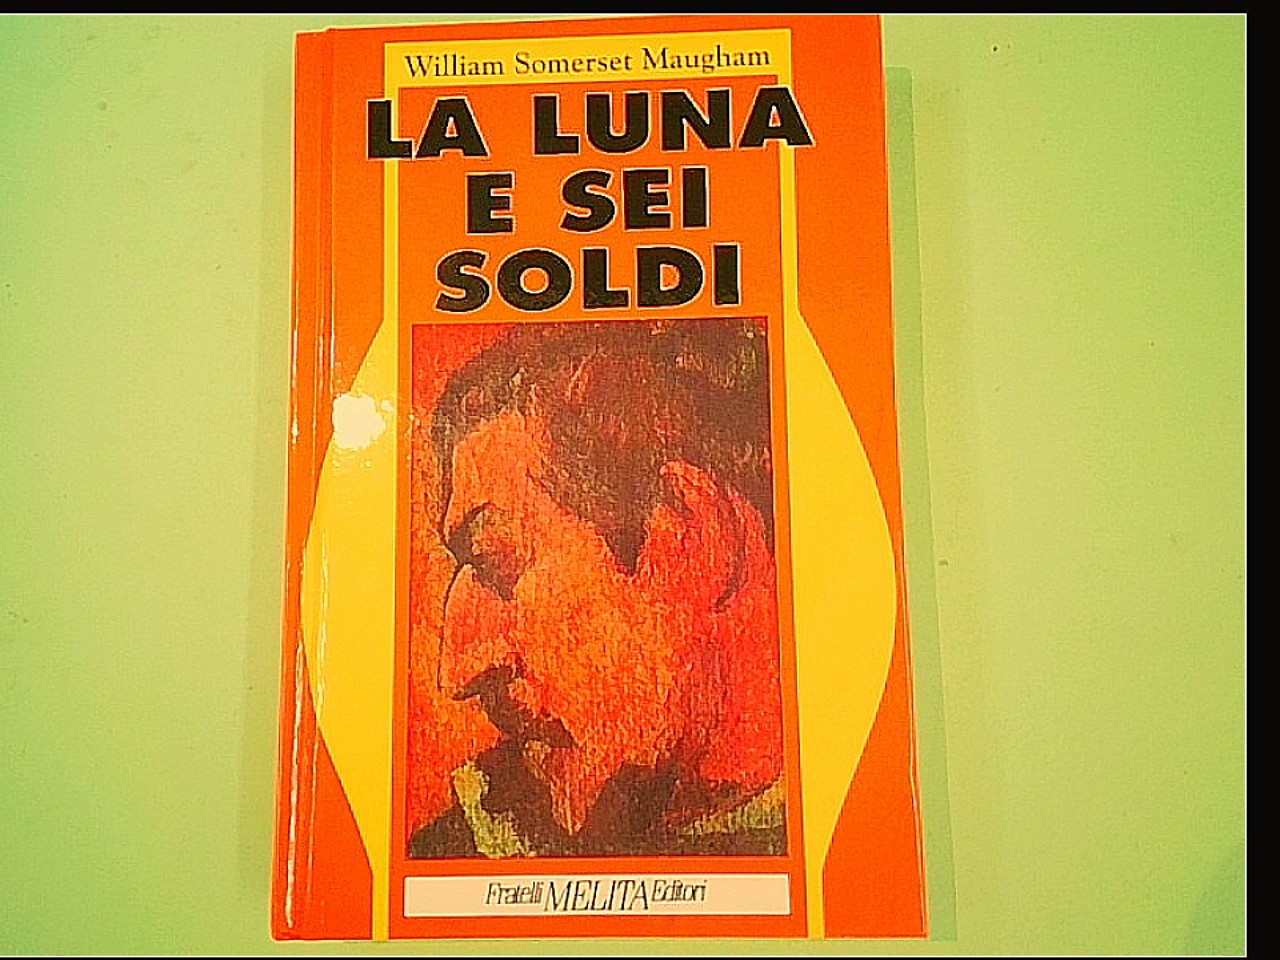 William Somerset Maugham
LA LUNA
E SEI
SOLDI
Fratelli MELITA Editori